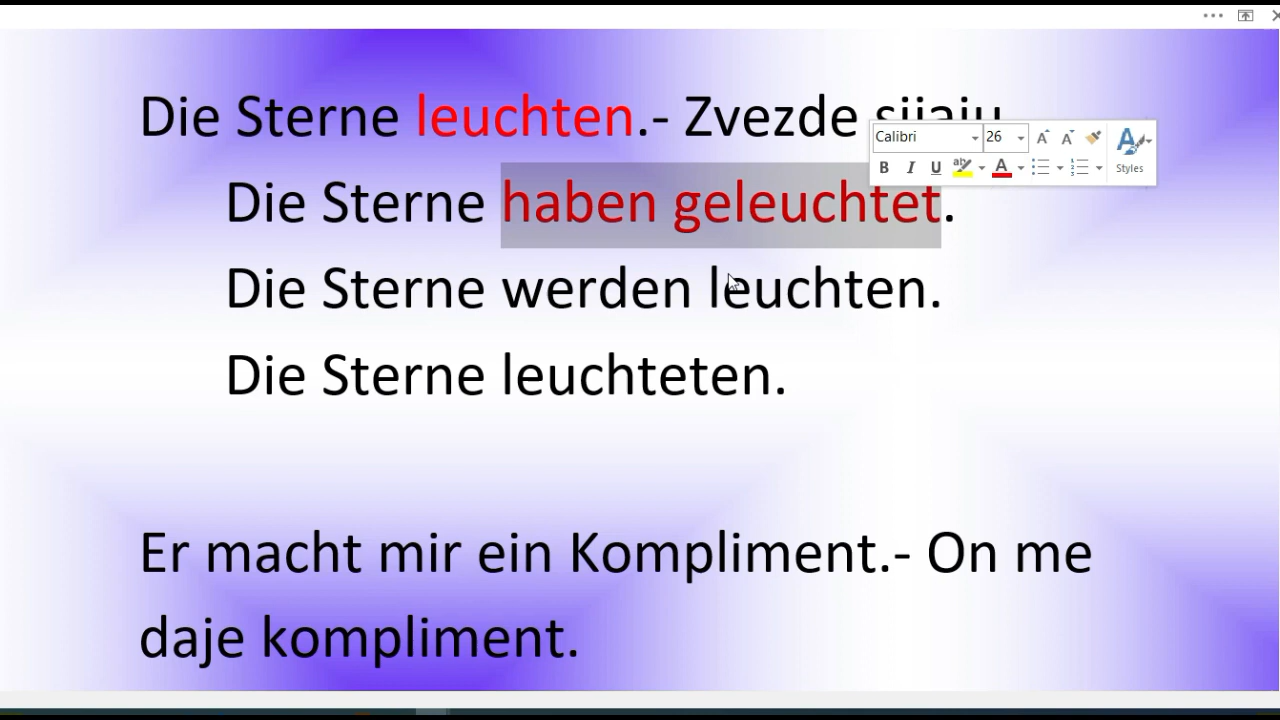 Die Sterne leuchten.- Zvezde
Calibri 26
B I U ab A Styles
Die Sterne haben geleuchtet.
Die Sterne werden leuchten.
Die Sterne leuchteten.
Er macht mir ein Kompliment.- On me
daje kompliment.